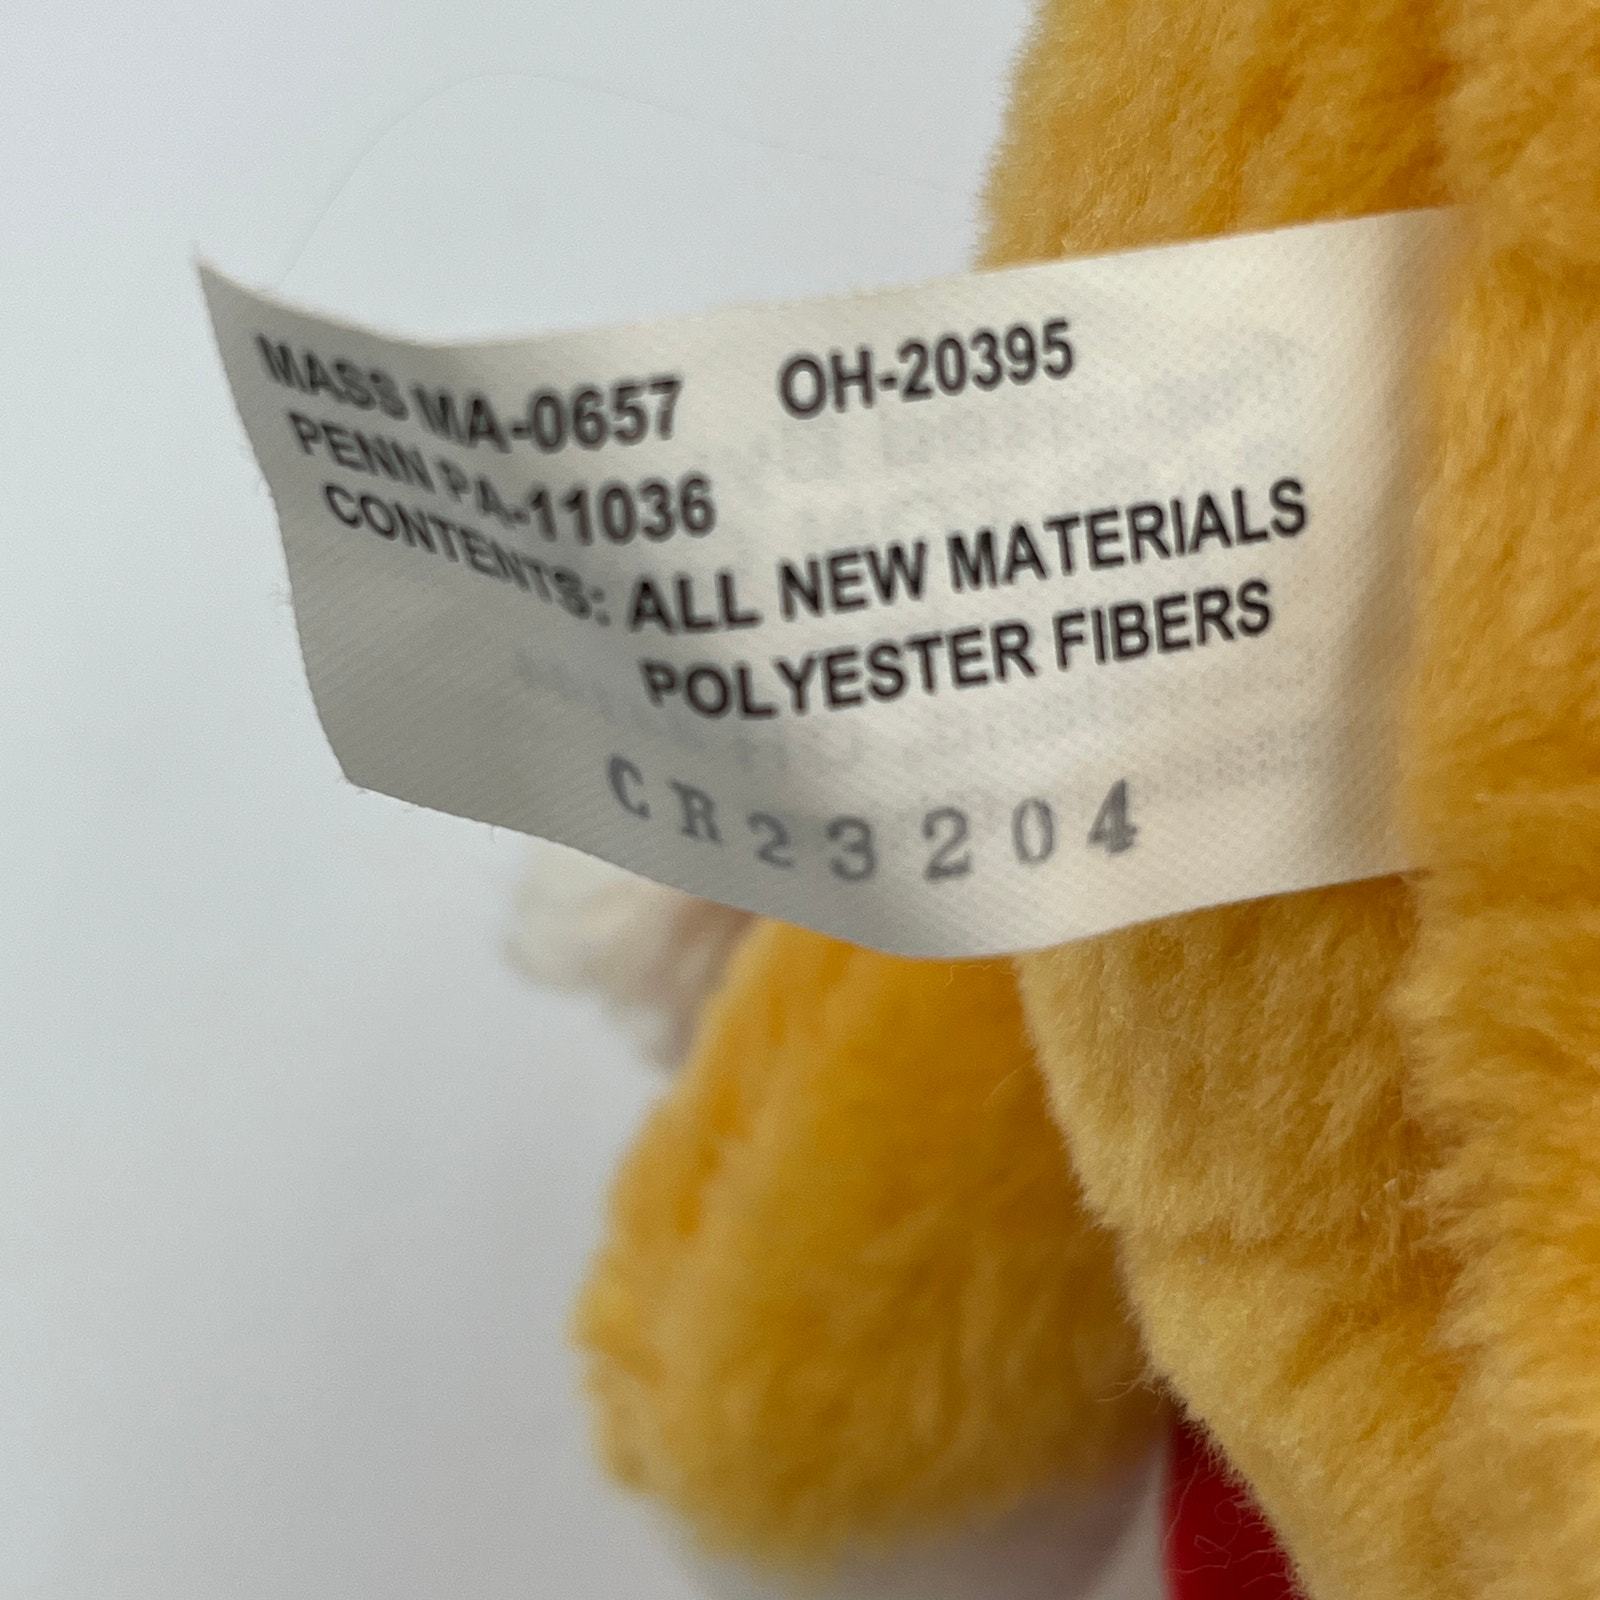 MASS MA-0657 OH-20395
PENN PA-11036
CONTENTS: ALL NEW MATERIALS
POLYESTER FIBERS
CR23204